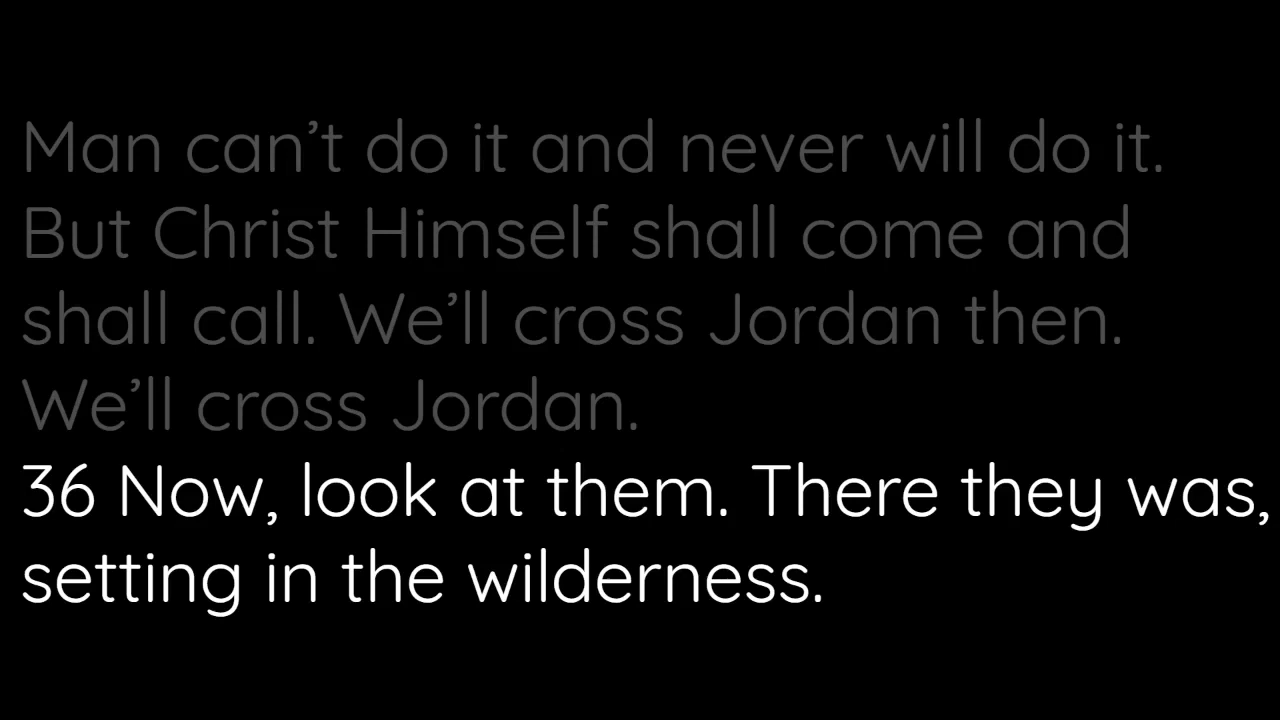 Man can’t do it and never will do it.
But Christ Himself shall come and
shall call. We’ll cross Jordan then.
We’ll cross Jordan.
36 Now, look at them. There they was,
setting in the wilderness.